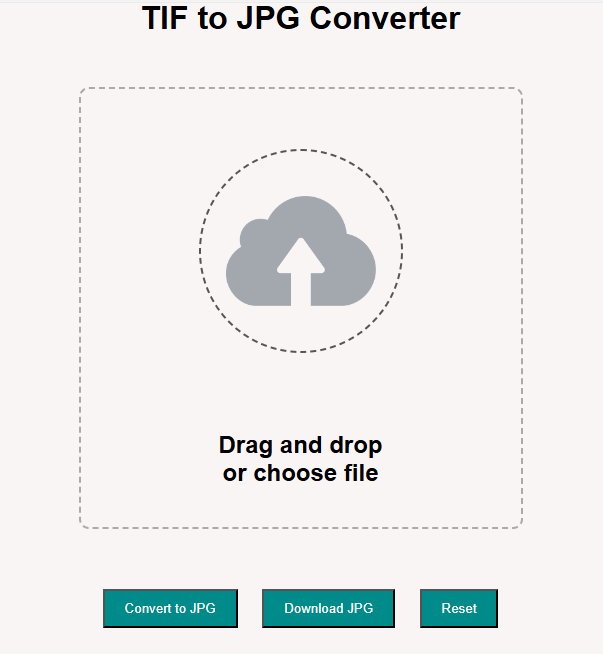 TIF to JPG Converter
Drag and drop
or choose file
Convert to JPG
Download JPG
Reset